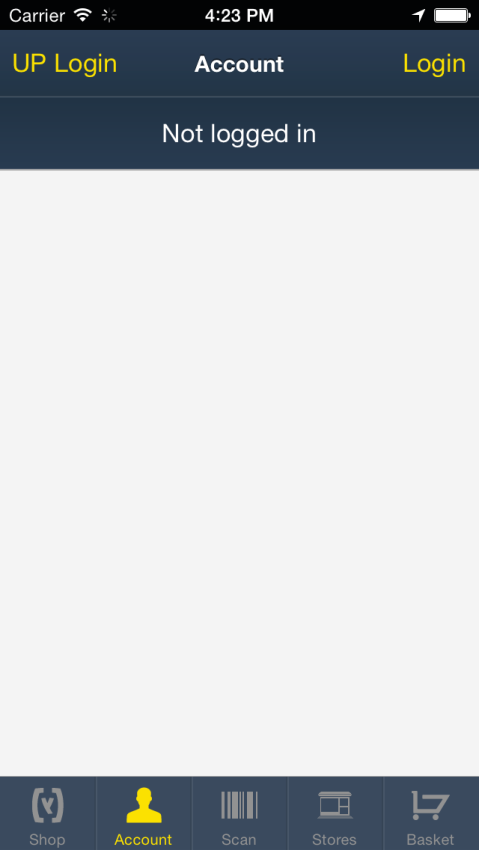 Carrier 4:23 PM
UP Login Account Login
Not logged in
Shop Account Scan Stores Basket